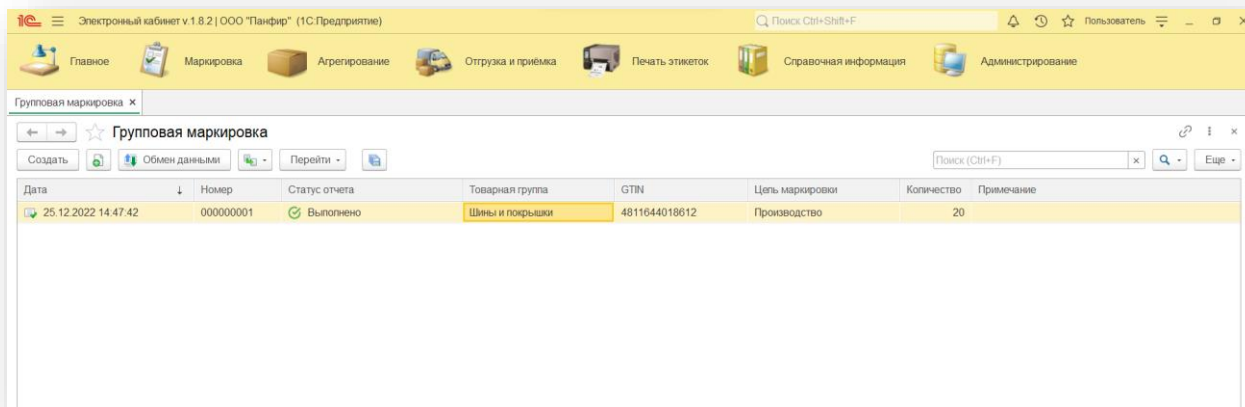 1С Электронный кабинет v.1.8.2 | ООО "Панфир" (1С:Предприятие) Поиск Ctrl+Shift+F Пользователь
Главное Маркировка Агрегирование Отгрузка и приёмка Печать этикеток Справочная информация Администрирование
Групповая маркировка ×
Групповая маркировка
Создать Обмен данными Перейти Поиск (Ctrl+F) × Еще
Дата ↓ Номер Статус отчета Товарная группа GTIN Цель маркировки Количество Примечание
25.12.2022 14:47:42 000000001 Выполнено Шины и покрышки 4811644018612 Производство 20